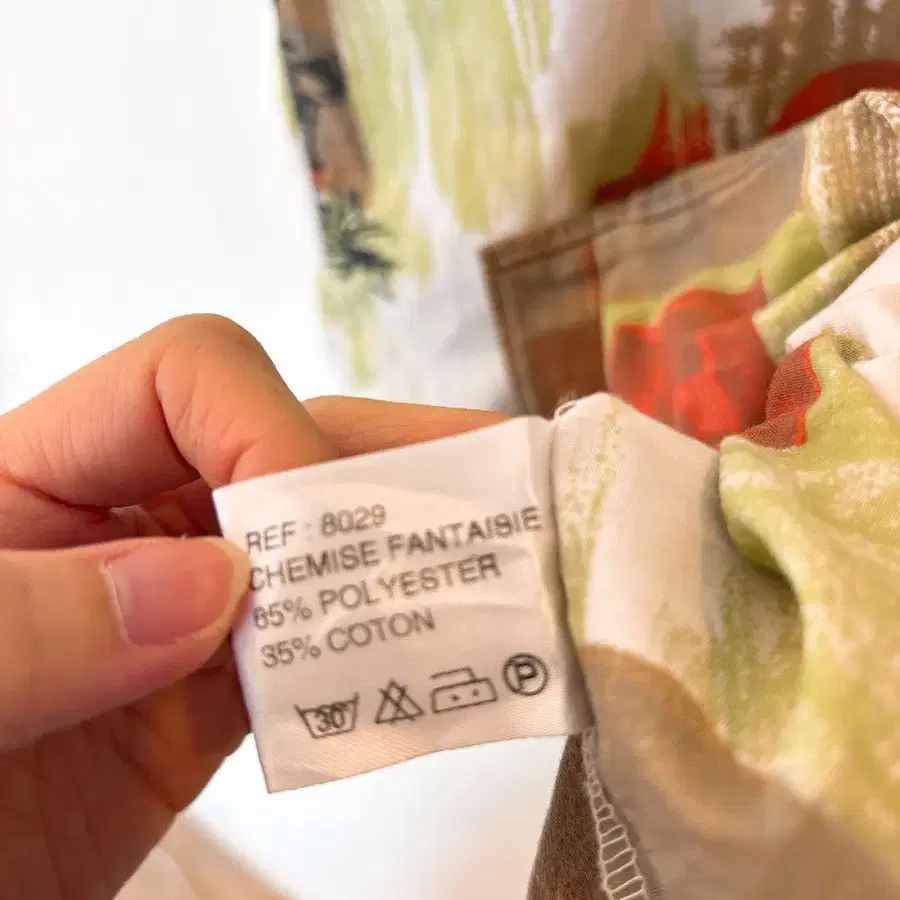 REF : 8029
CHEMISE FANTAISIE
65% POLYESTER
35% COTON
30 P